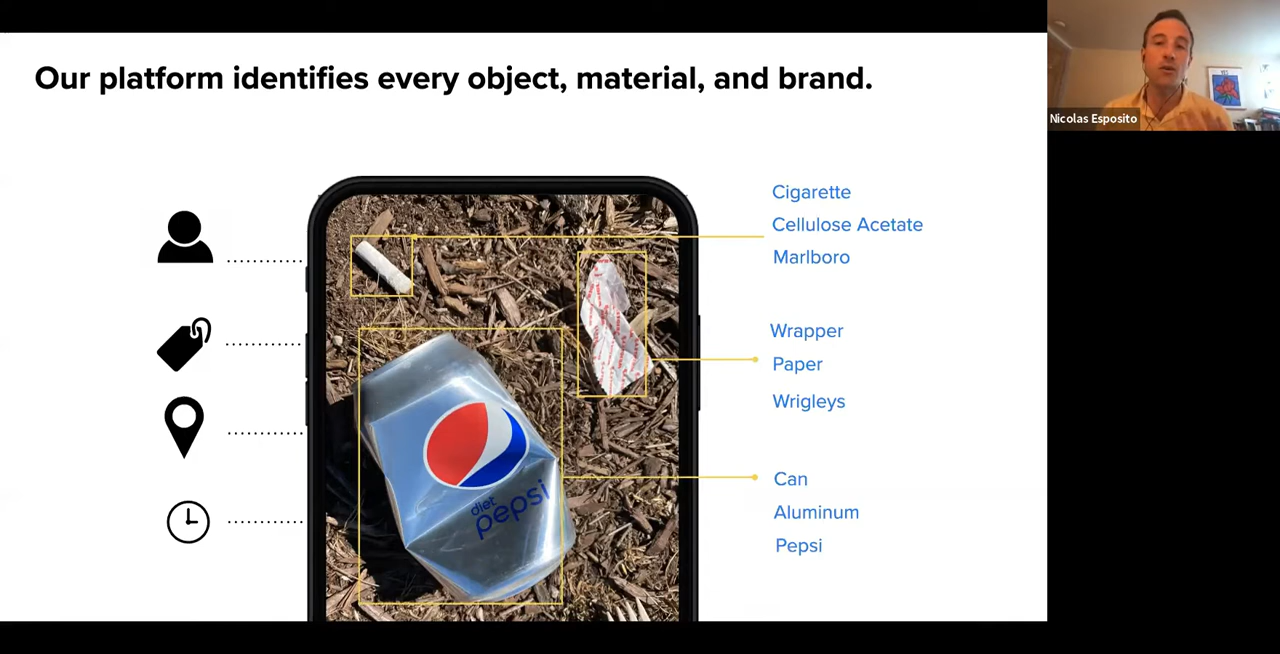 Our platform identifies every object, material, and brand.
Nicolas Esposito
Cigarette
Cellulose Acetate
Marlboro
Wrapper
Paper
Wrigleys
Can
Aluminum
Pepsi
diet
pepsi